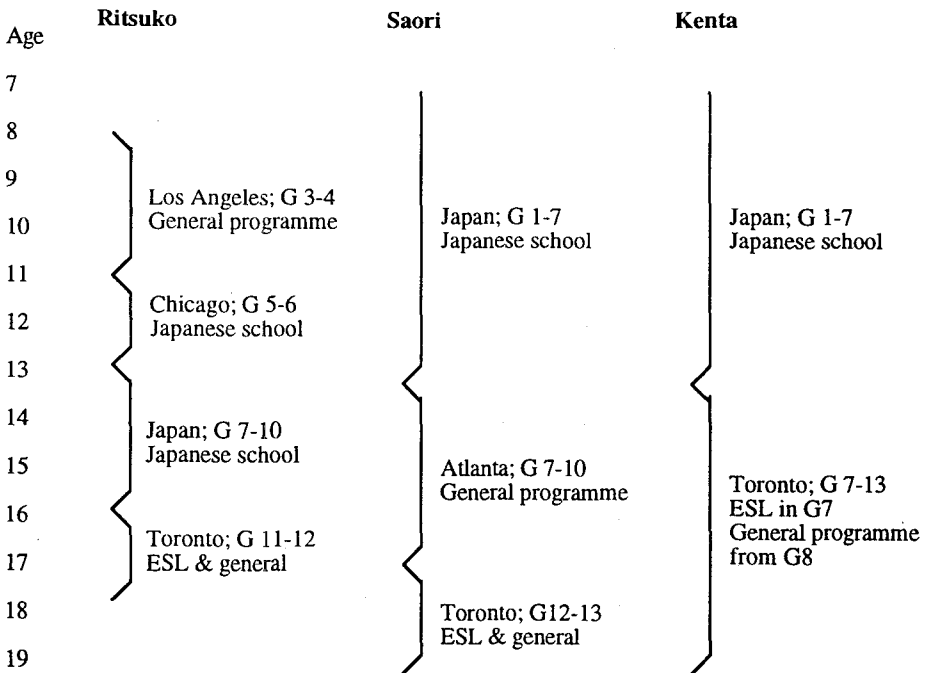 Ritsuko Saori Kenta
Age
7
8
9
Los Angeles; G 3-4
General programme
10
Japan; G 1-7
Japanese school
Japan; G 1-7
Japanese school
11
Chicago; G 5-6
Japanese school
12
13
14
Japan; G 7-10
Japanese school
15
Atlanta; G 7-10
General programme
Toronto; G 7-13
ESL in G7
General programme
from G8
16
Toronto; G 11-12
ESL & general
17
18
Toronto; G12-13
ESL & general
19